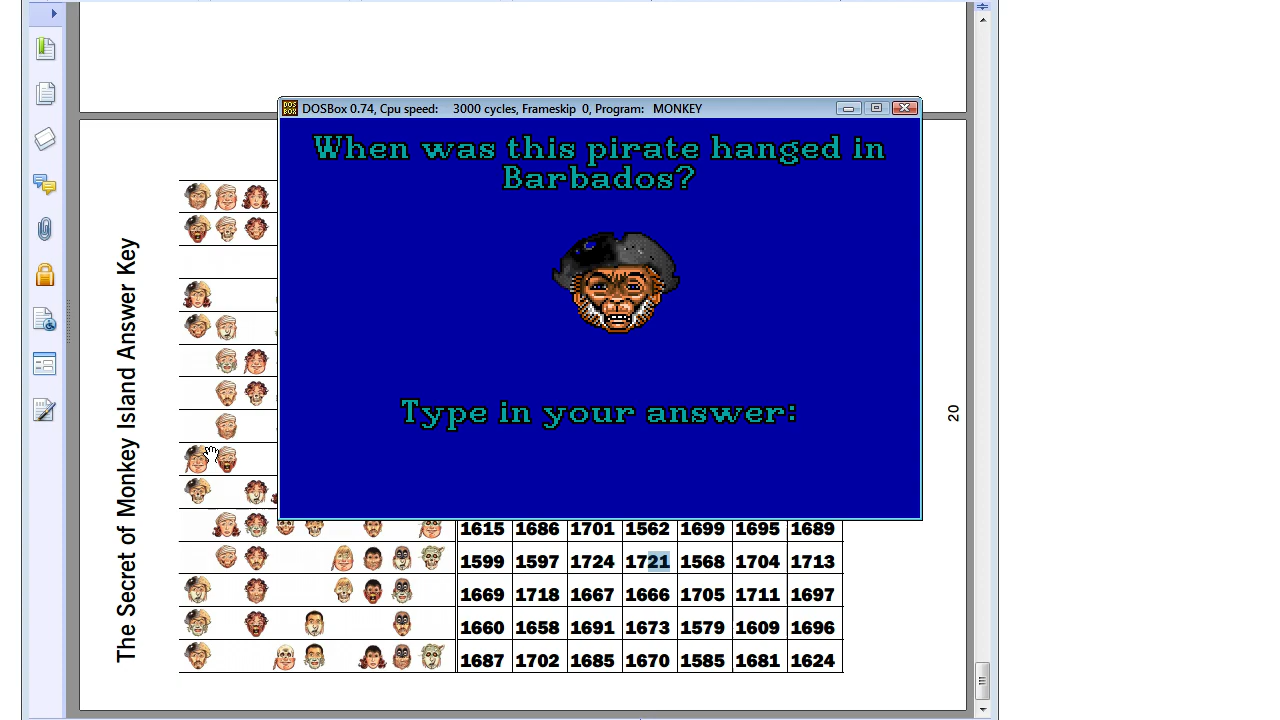 DOSBox 0.74, Cpu speed: 3000 cycles, Frameskip 0, Program: MONKEY
When was this pirate hanged in
Barbados?
Type in your answer:
The Secret of Monkey Island Answer Key
20
1615 1686 1701 1562 1699 1695 1689
1599 1597 1724 1721 1568 1704 1713
1669 1718 1667 1666 1705 1711 1697
1660 1658 1691 1673 1579 1609 1696
1687 1702 1685 1670 1585 1681 1624